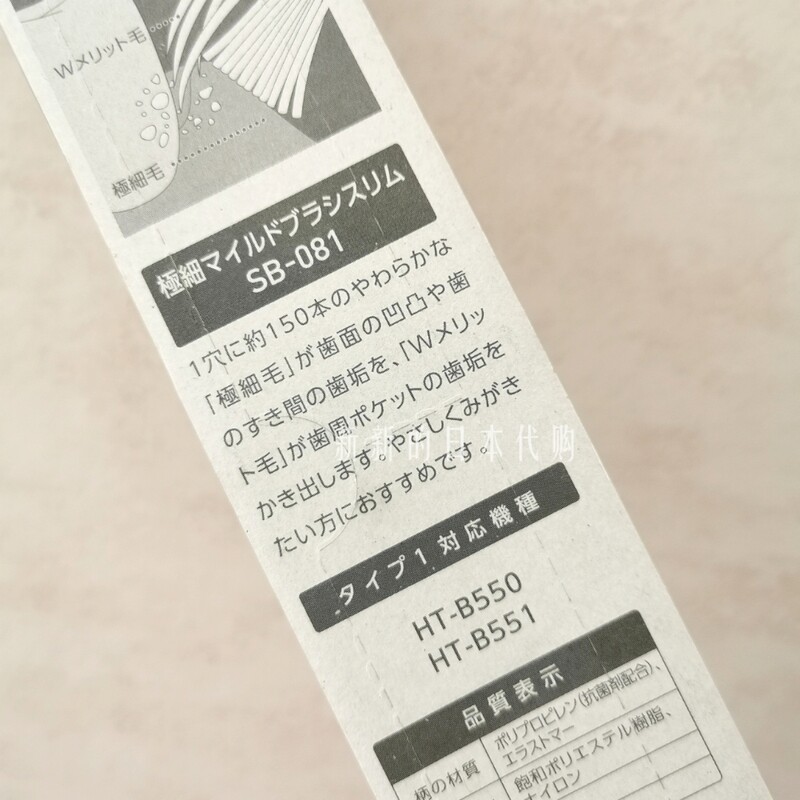 Wメリット毛
極細毛
極細マイルドブラシスリム
SB-081
1穴に約150本のやわらかな
「極細毛」が歯面の凹凸や歯
のすき間の歯垢を、「Wメリッ
ト毛」が歯周ポケットの歯垢を
かき出します。やさしくみがき
たい方におすすめです。
新新的日本代购
タイプ1 対応機種
HT-B550
HT-B551
品質表示
柄の材質
ポリプロピレン(抗菌剤配合)、
エラストマー
飽和ポリエステル樹脂、
ナイロン